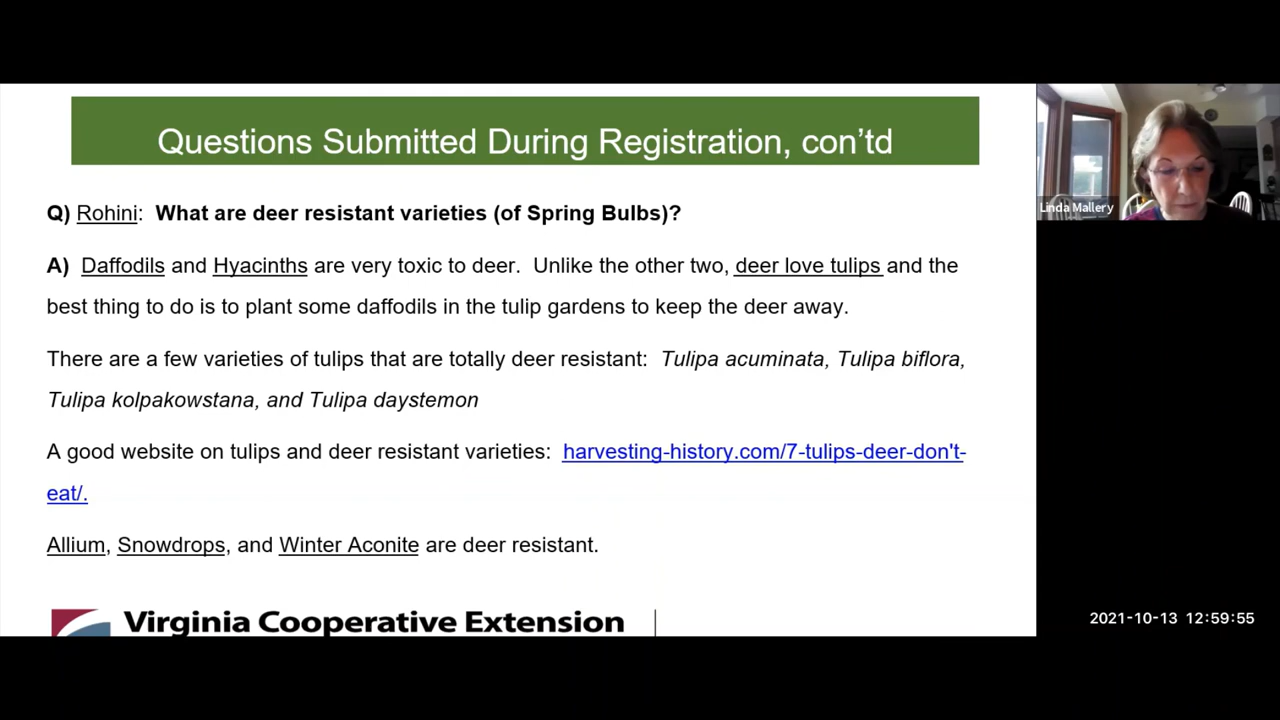 Questions Submitted During Registration, con’td
Q) Rohini: What are deer resistant varieties (of Spring Bulbs)?
A) Daffodils and Hyacinths are very toxic to deer. Unlike the other two, deer love tulips and the
best thing to do is to plant some daffodils in the tulip gardens to keep the deer away.
There are a few varieties of tulips that are totally deer resistant: Tulipa acuminata, Tulipa biflora,
Tulipa kolpakowstana, and Tulipa daystemon
A good website on tulips and deer resistant varieties: harvesting-history.com/7-tulips-deer-don't-
eat/.
Allium, Snowdrops, and Winter Aconite are deer resistant.
Virginia Cooperative Extension
Linda Mallery
2021-10-13 12:59:55